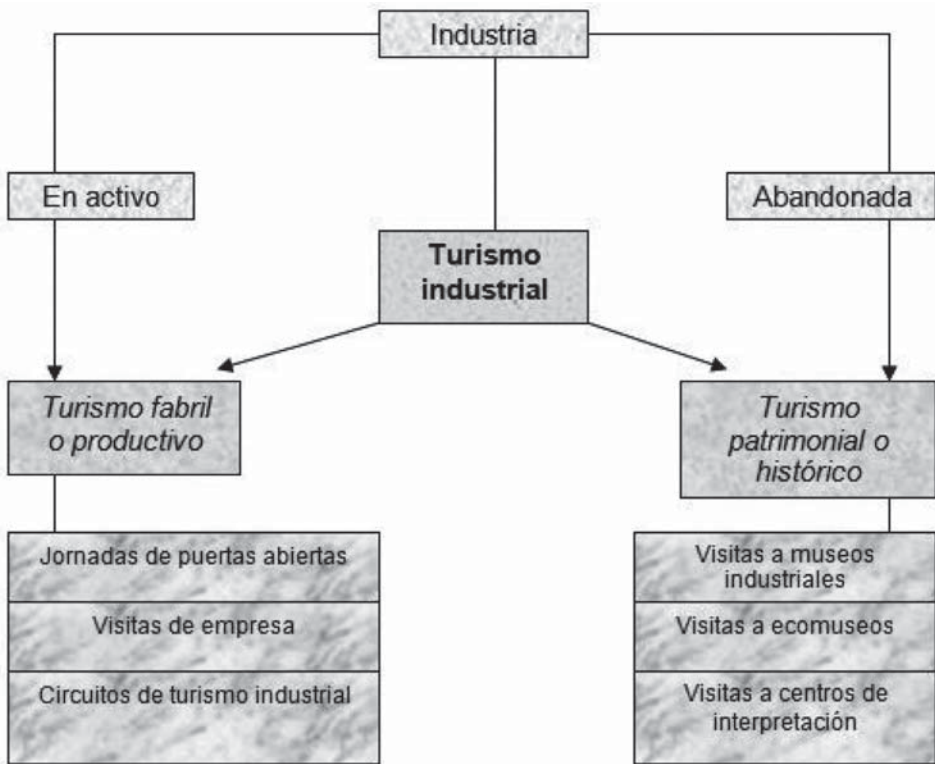 Industria
En activo
Abandonada
Turismo
industrial
Turismo fabril
o productivo
Turismo
patrimonial o
histórico
Jornadas de puertas abiertas
Visitas de empresa
Circuitos de turismo industrial
Visitas a museos
industriales
Visitas a ecomuseos
Visitas a centros de
interpretación